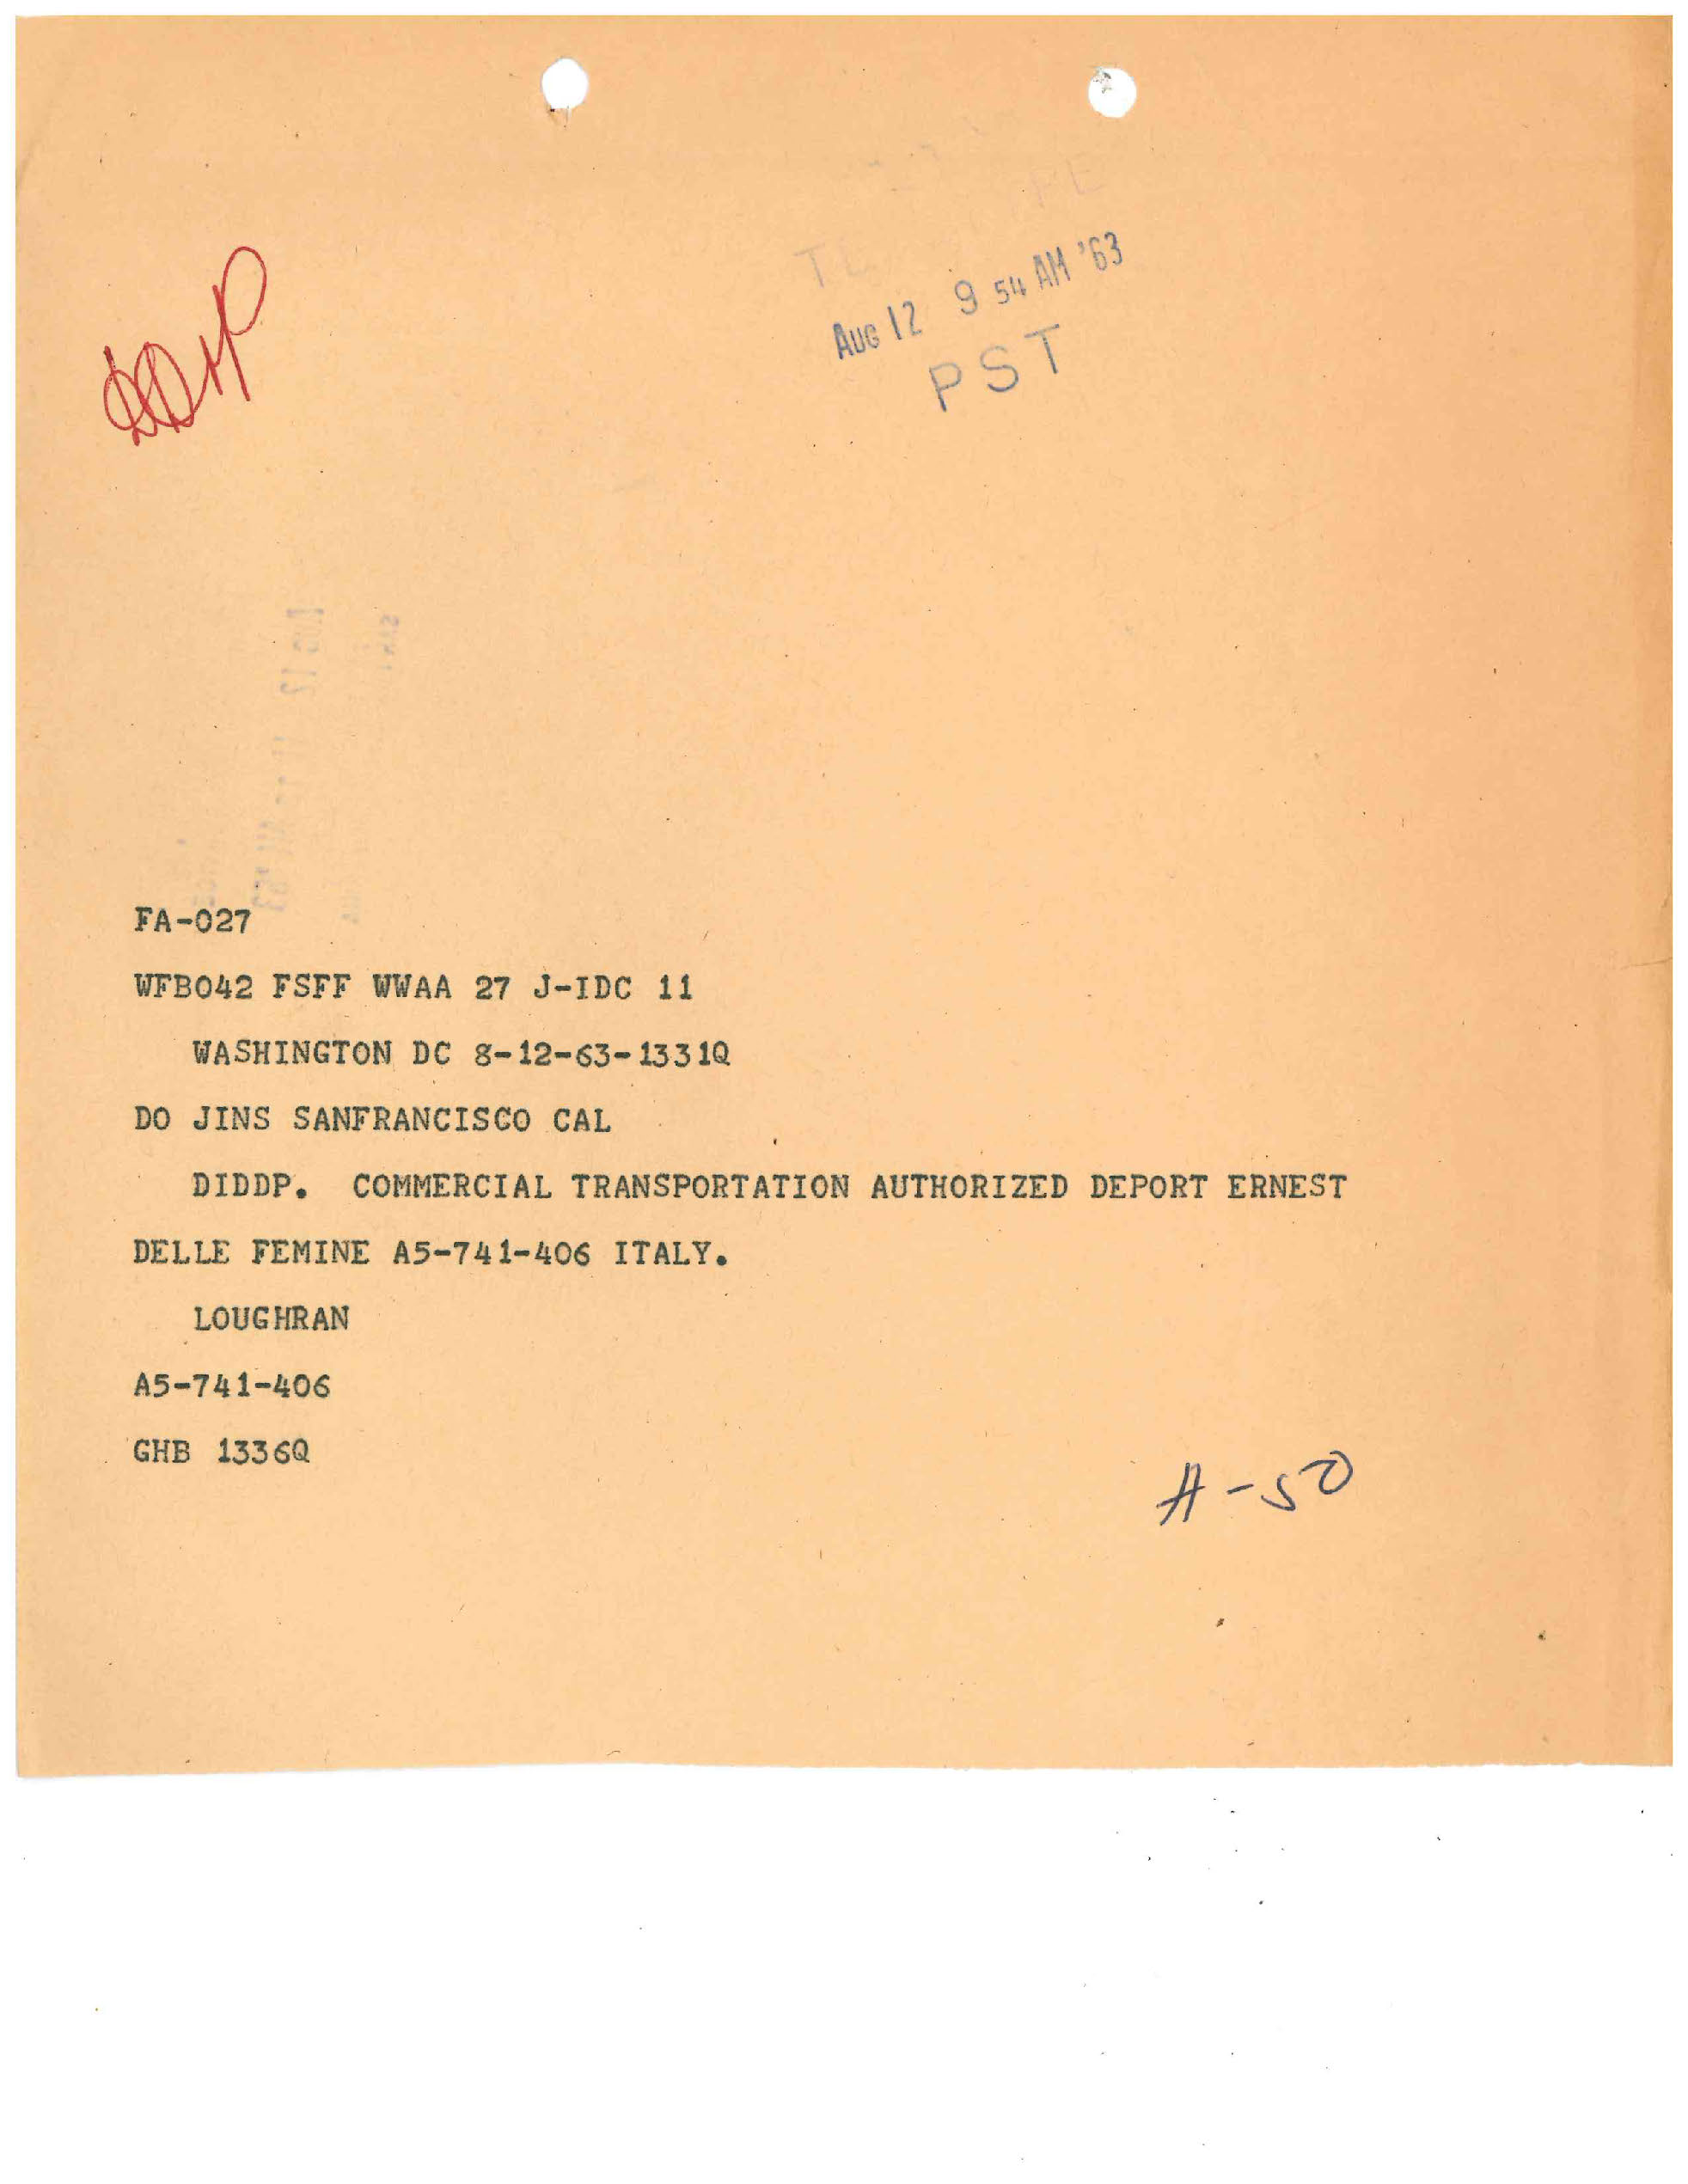 AUG 12 9 54 AM '63
PST
FA-027
WFB042 FSFF WWAA 27 J-IDC 11
WASHINGTON DC 8-12-63-1331Q
DO JINS SANFRANCISCO CAL
DIDDP. COMMERCIAL TRANSPORTATION AUTHORIZED DEPORT ERNEST
DELLE FEMINE A5-741-406 ITALY.
LOUGHRAN
A5-741-406
GHB 1336Q
A-50